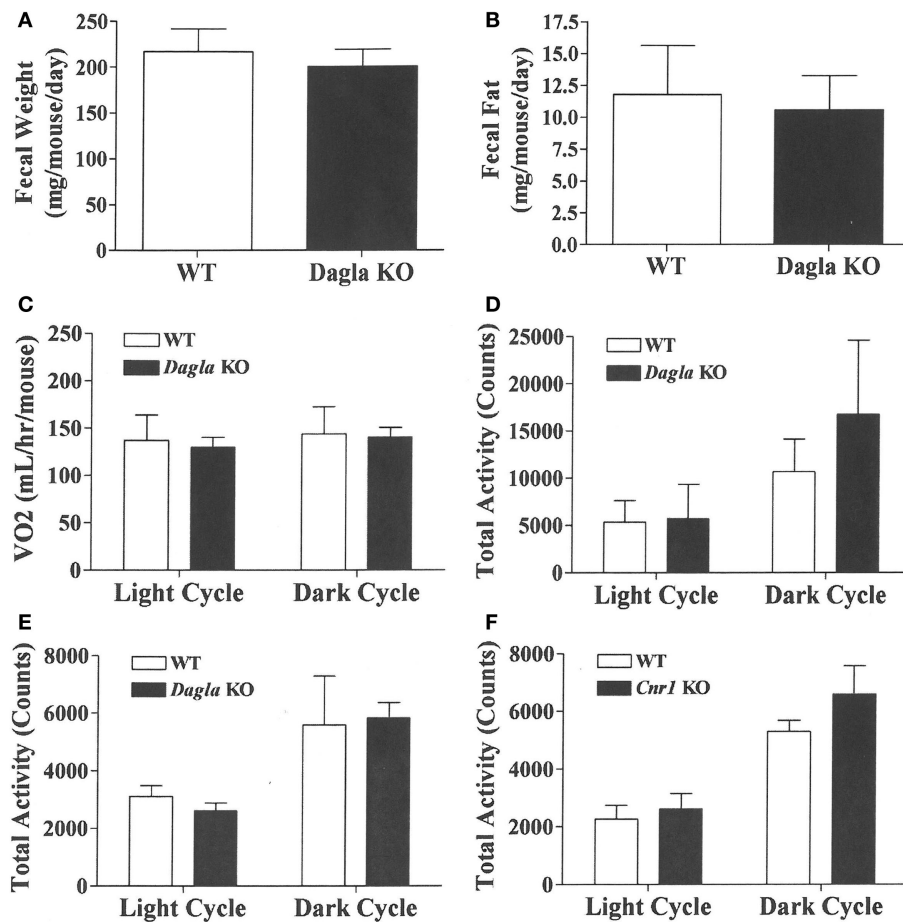 A
Fecal Weight
(mg/mouse/day)
250
200
150
100
50
0
WT
Dagla KO
B
Fecal Fat
(mg/mouse/day)
17.5
15.0
12.5
10.0
7.5
5.0
2.5
0.0
WT
Dagla KO
C
VO2 (mL/hr/mouse)
250
200
150
100
50
0
WT
Dagla KO
Light Cycle
Dark Cycle
D
Total Activity (Counts)
25000
20000
15000
10000
5000
0
WT
Dagla KO
Light Cycle
Dark Cycle
E
Total Activity (Counts)
8000
6000
4000
2000
0
WT
Dagla KO
Light Cycle
Dark Cycle
F
Total Activity (Counts)
8000
6000
4000
2000
0
WT
Cnr1 KO
Light Cycle
Dark Cycle